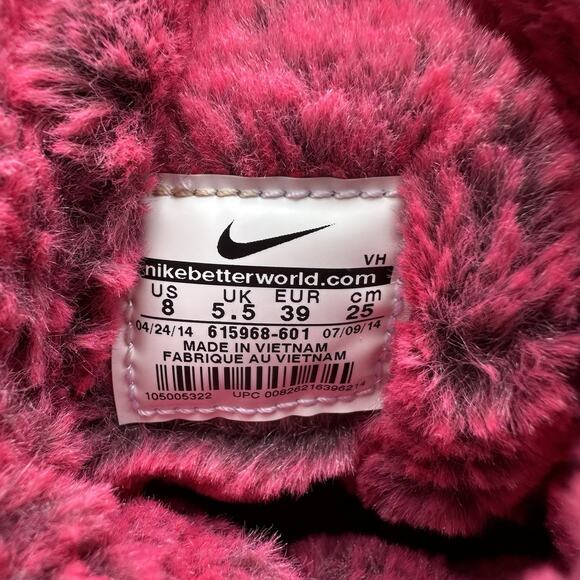 VH
nikebetterworld.com
US UK EUR cm
8 5.5 39 25
04/24/14 615968-601 07/09/14
MADE IN VIETNAM
FABRIQUE AU VIETNAM
105005322 UPC